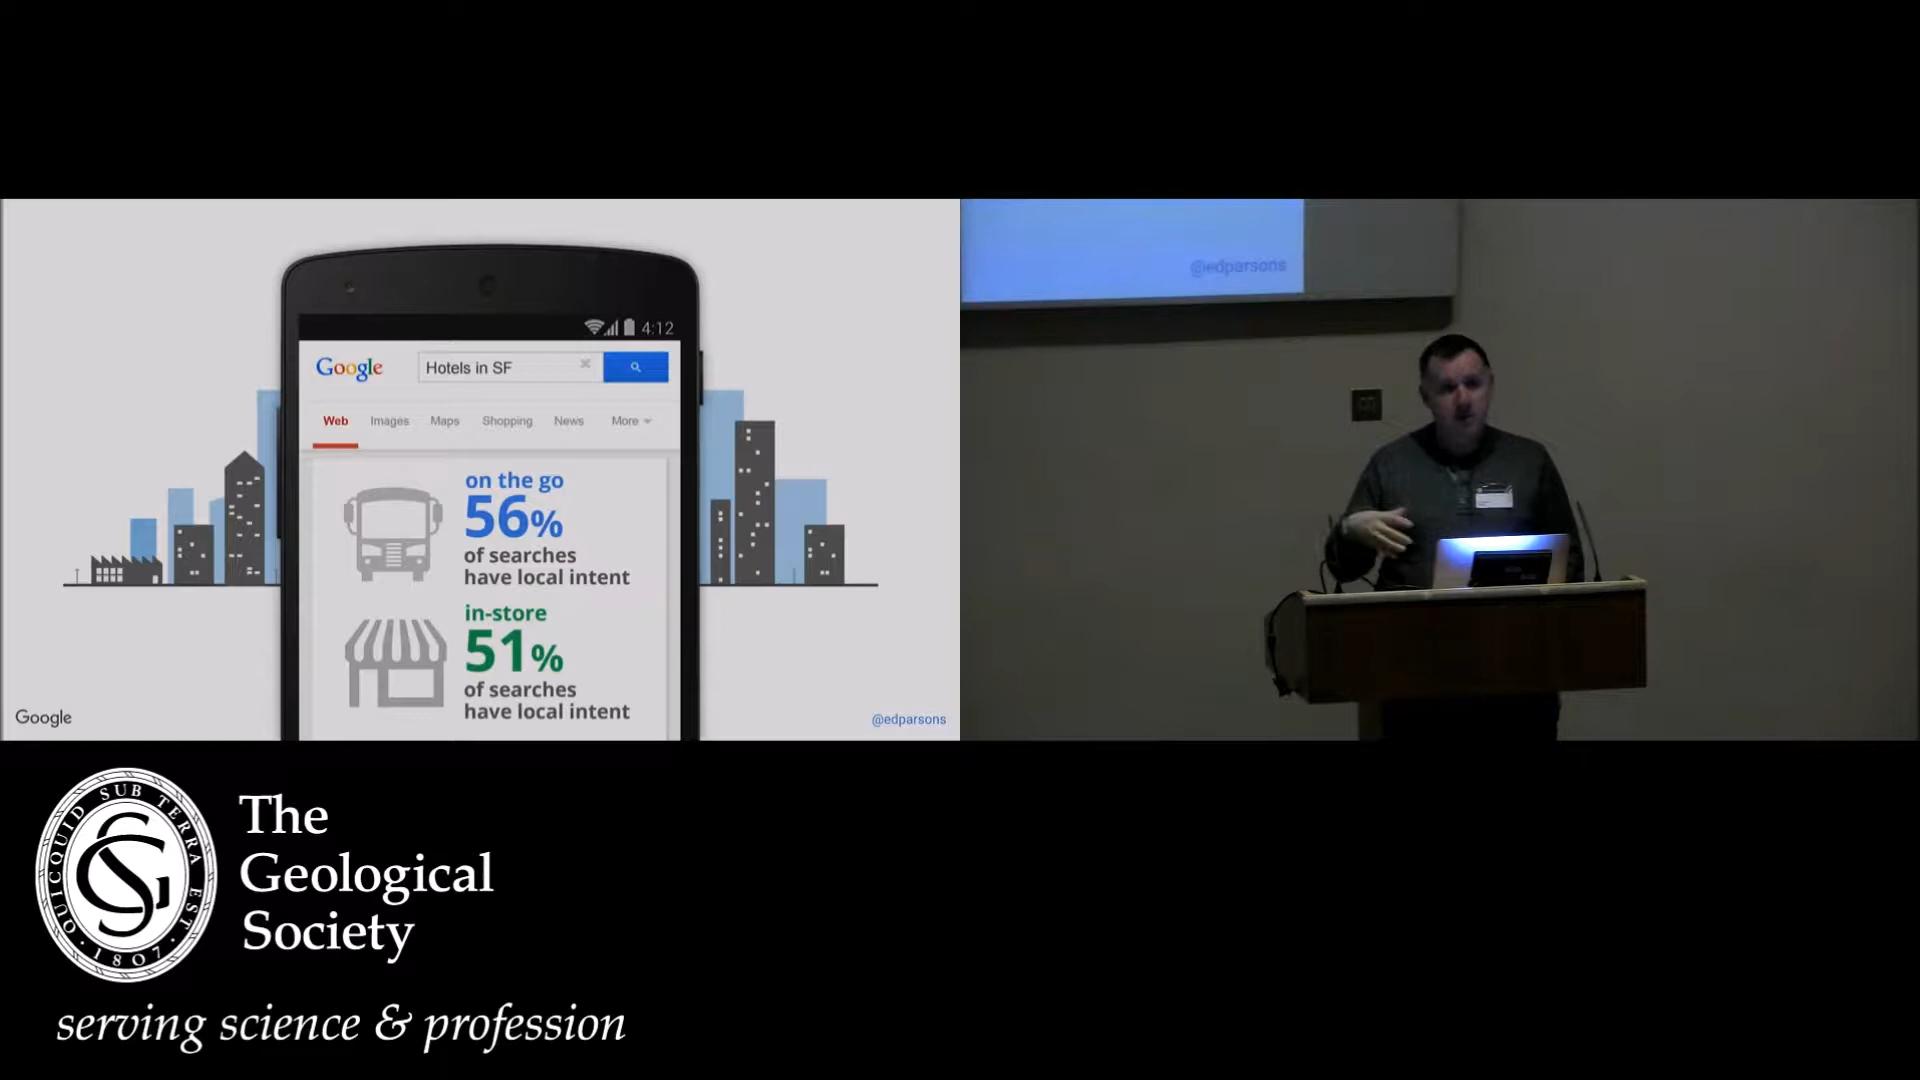 4:12
Google
Hotels in SF
Web Images Maps Shopping News More
on the go
56%
of searches
have local intent
in-store
51%
of searches
have local intent
Google
@edparsons
@edparsons
QUICQUID SUB TERRA EST
· 1807 ·
GS
The
Geological
Society
serving science & profession